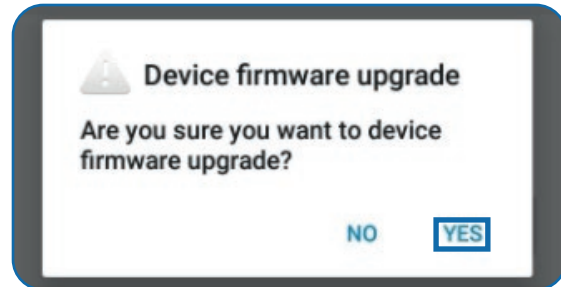 Device firmware upgrade
Are you sure you want to device
firmware upgrade?
NO YES